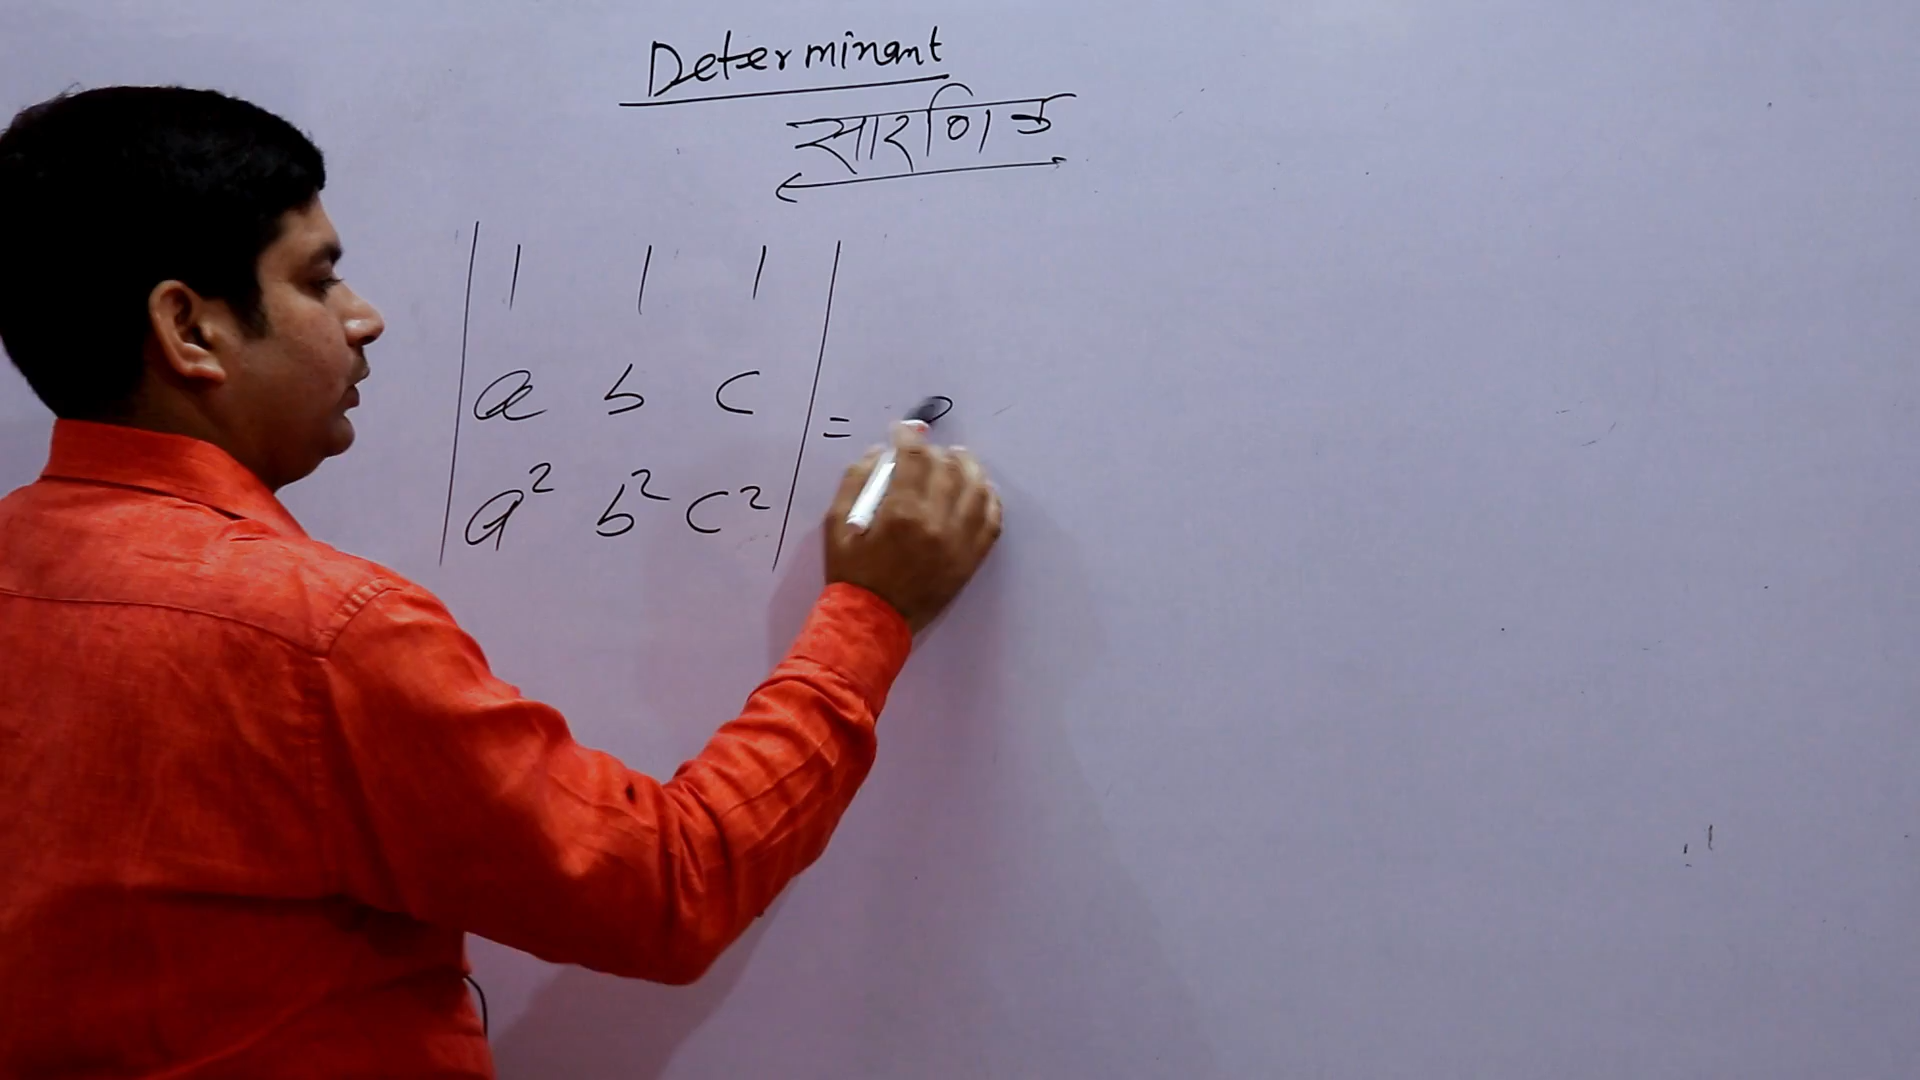 Determinant
सारणिक
| 1 1 1 |
| a b c | =
| a² b² c² |